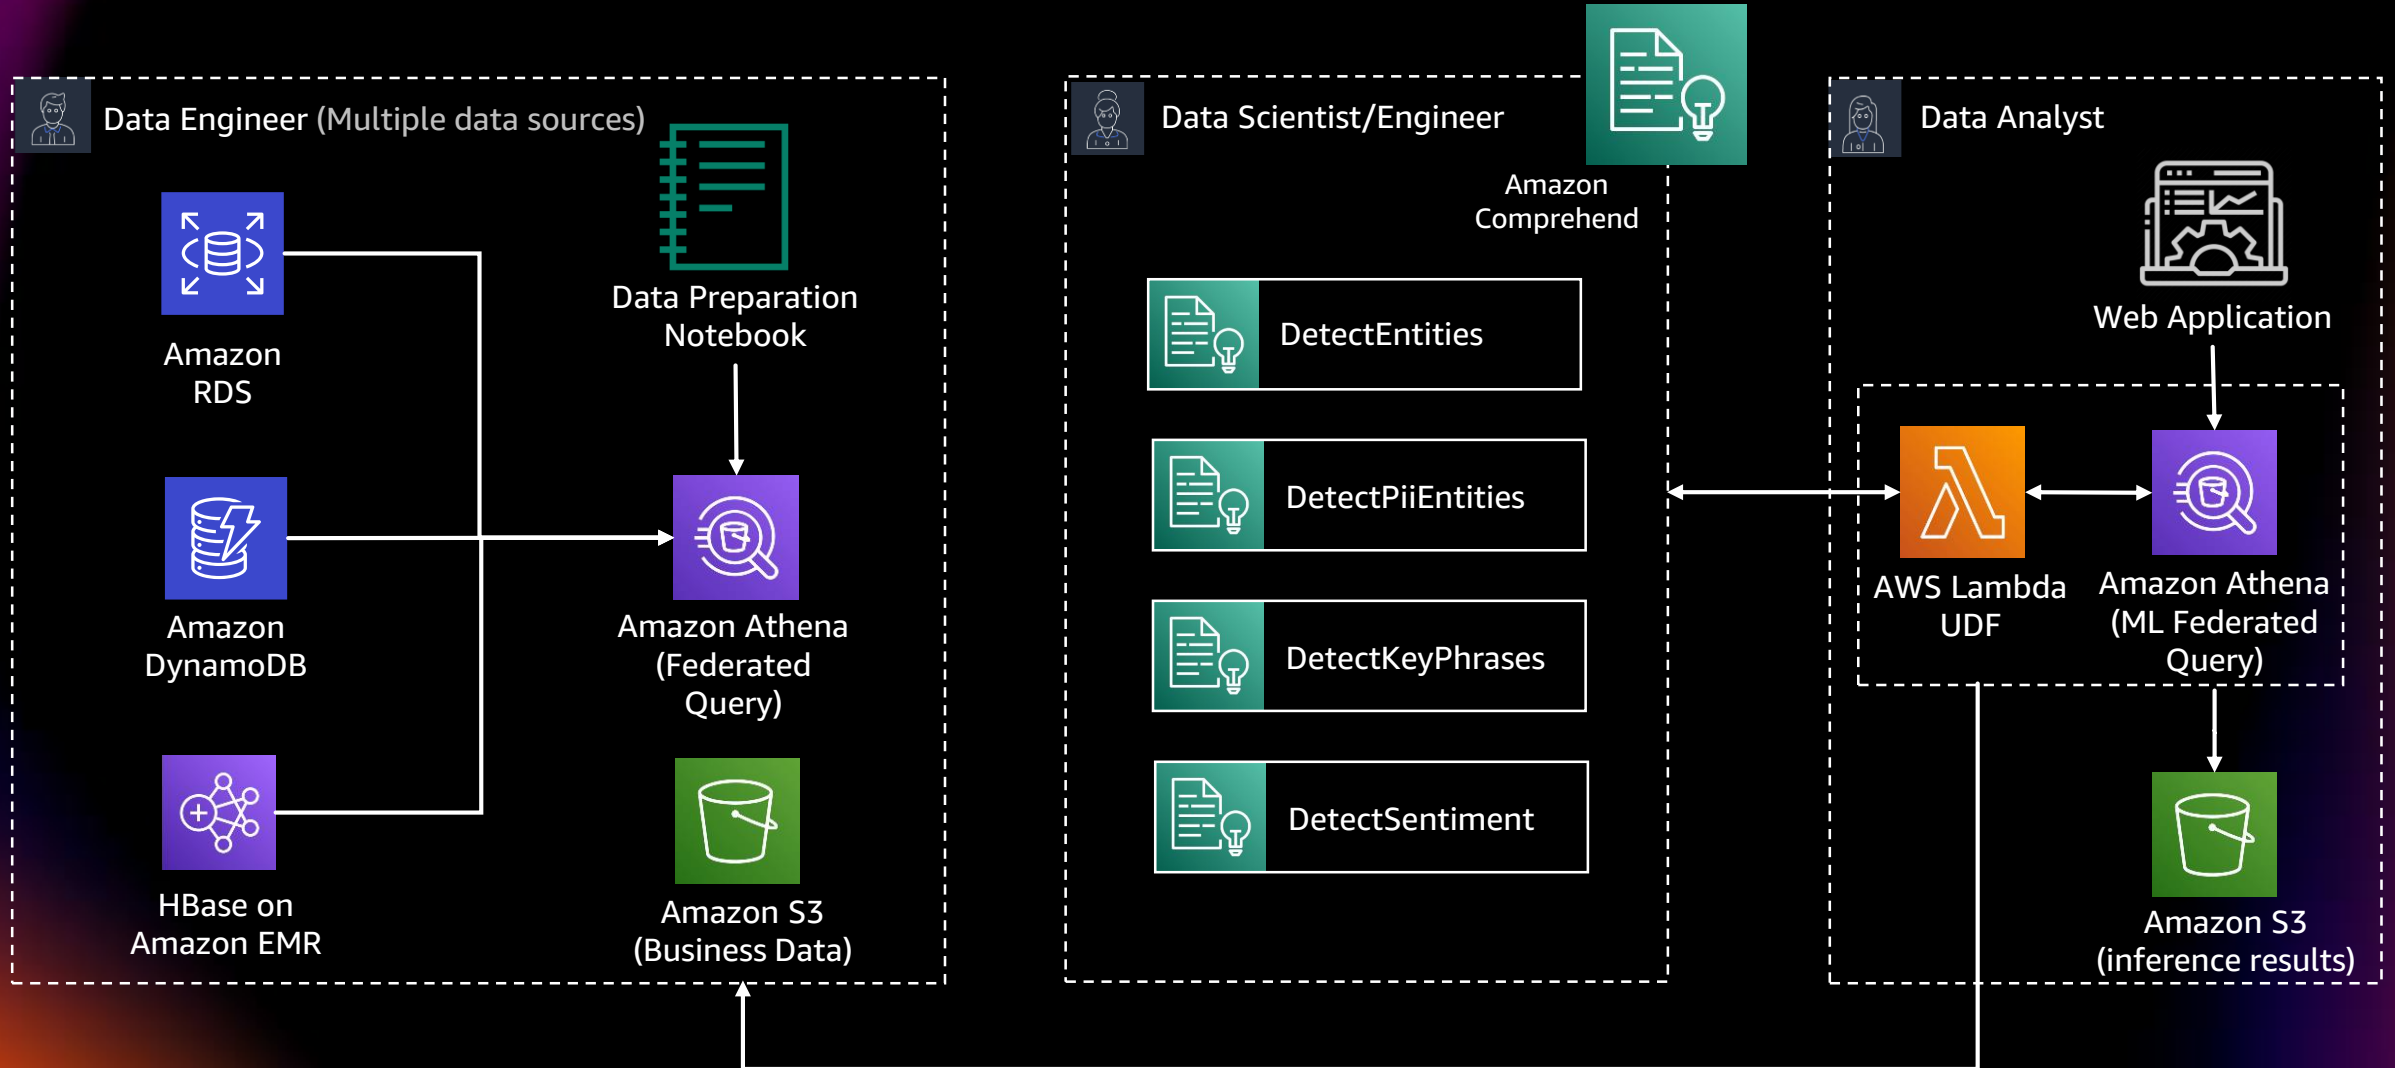 Data Engineer (Multiple data sources)
Amazon
RDS
Data Preparation
Notebook
Amazon
DynamoDB
Amazon Athena
(Federated
Query)
HBase on
Amazon EMR
Amazon S3
(Business Data)
Data Scientist/Engineer
Amazon
Comprehend
DetectEntities
DetectPiiEntities
DetectKeyPhrases
DetectSentiment
Data Analyst
Web Application
AWS Lambda
UDF
Amazon Athena
(ML Federated
Query)
Amazon S3
(inference results)